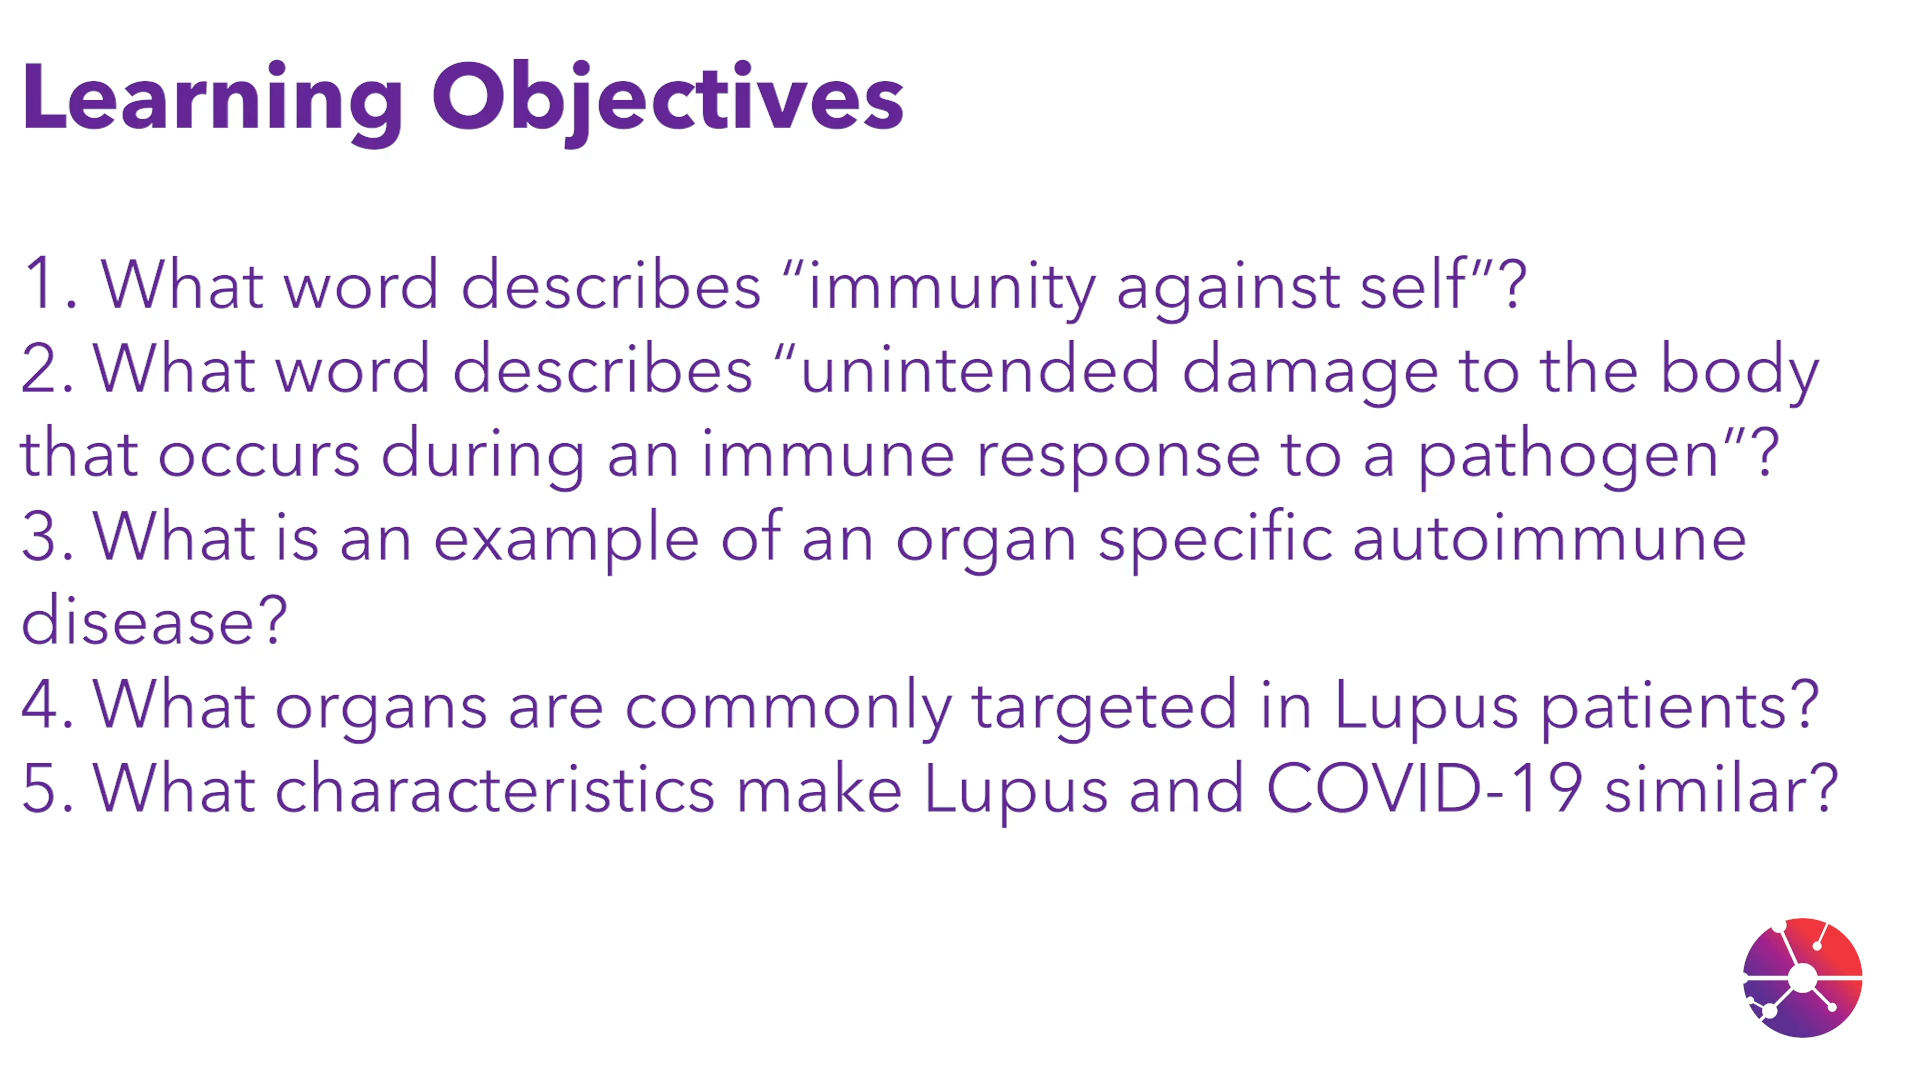 Learning Objectives
1. What word describes “immunity against self”?
2. What word describes “unintended damage to the body
that occurs during an immune response to a pathogen”?
3. What is an example of an organ specific autoimmune
disease?
4. What organs are commonly targeted in Lupus patients?
5. What characteristics make Lupus and COVID-19 similar?